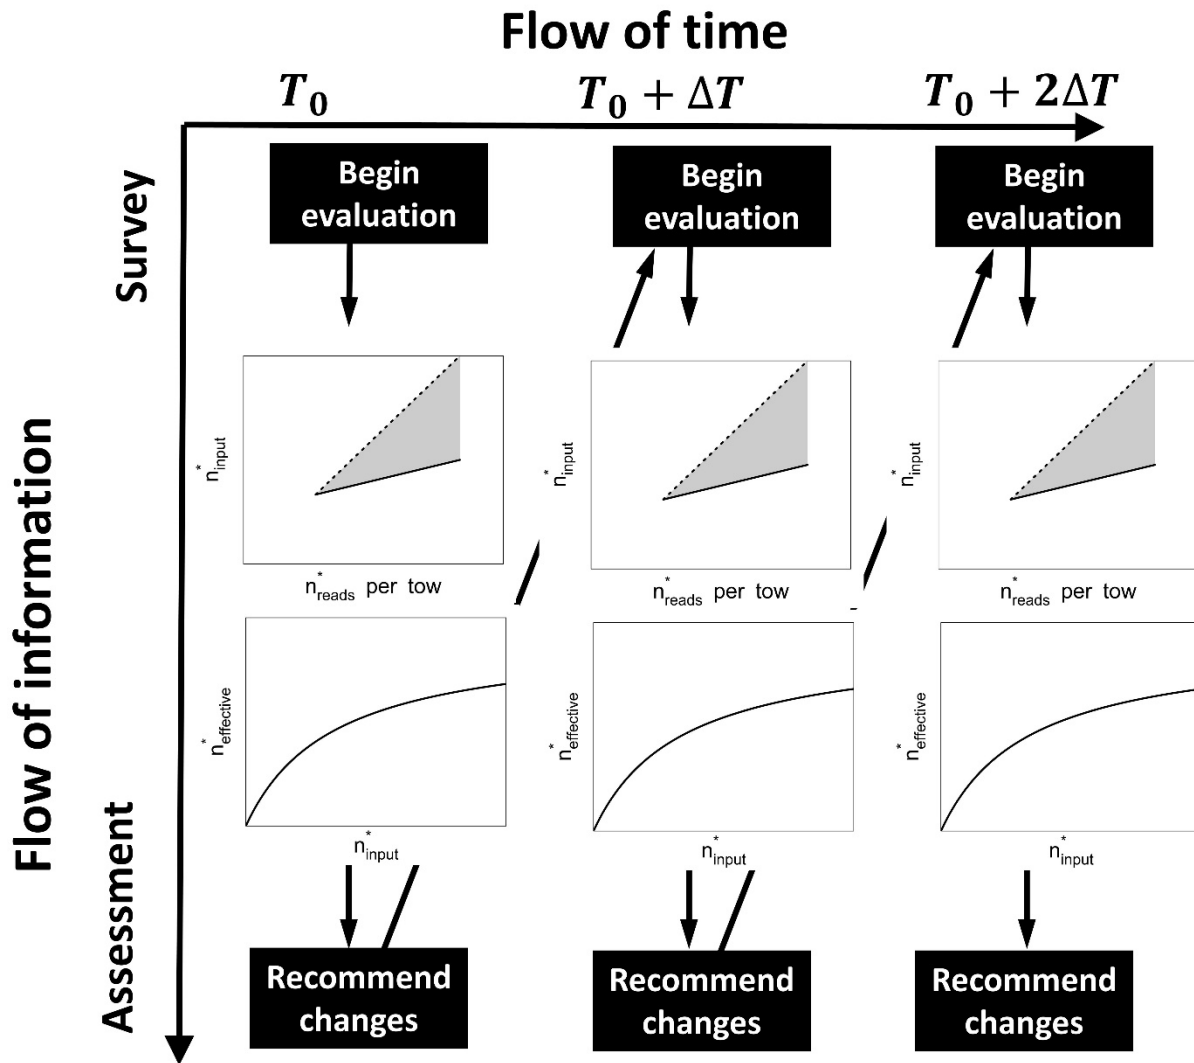 Flow of time
T₀
T₀ + ΔT
T₀ + 2ΔT
Flow of information
Survey
Assessment
Begin
evaluation
Begin
evaluation
Begin
evaluation
n*input
n*reads per tow
n*input
n*reads per tow
n*input
n*reads per tow
n*effective
n*input
n*effective
n*input
n*effective
n*input
Recommend
changes
Recommend
changes
Recommend
changes